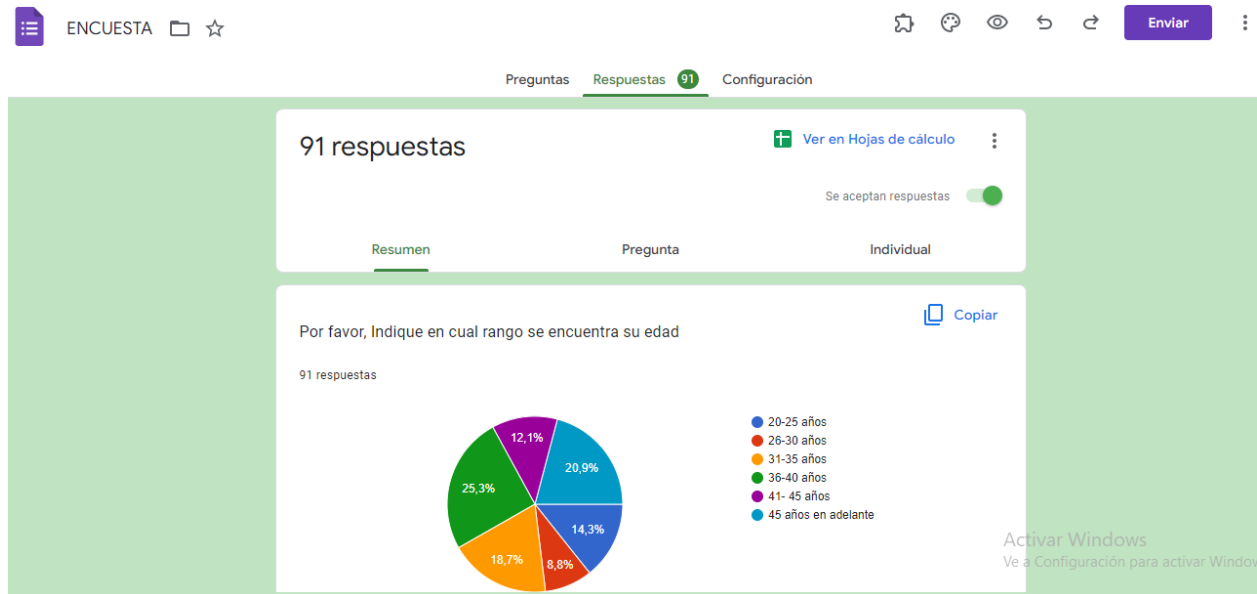 ENCUESTA
Enviar
Preguntas Respuestas 91 Configuración
91 respuestas
Ver en Hojas de cálculo
Se aceptan respuestas
Resumen Pregunta Individual
Copiar
Por favor, Indique en cual rango se encuentra su edad
91 respuestas
20-25 años
26-30 años
31-35 años
36-40 años
41- 45 años
45 años en adelante
12,1%
20,9%
25,3%
14,3%
18,7%
8,8%
Activar Windows
Ve a Configuración para activar Window